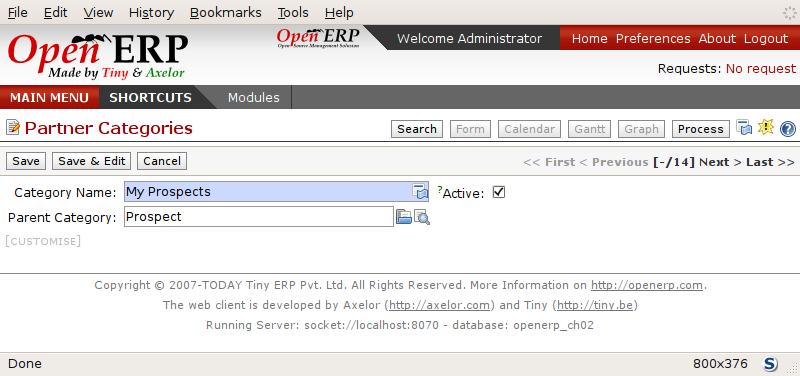 File Edit View History Bookmarks Tools Help
Open ERP
Made by Tiny & Axelor
Open ERP
Open Source Management Solution
Welcome Administrator
Home Preferences About Logout
Requests: No request
MAIN MENU SHORTCUTS Modules
Partner Categories
Search Form Calendar Gantt Graph Process
Save Save & Edit Cancel
<< First < Previous [-/14] Next > Last >>
Category Name: My Prospects ?Active:
Parent Category: Prospect
[CUSTOMISE]
Copyright © 2007-TODAY Tiny ERP Pvt. Ltd. All Rights Reserved. More Information on http://openerp.com.
The web client is developed by Axelor (http://axelor.com) and Tiny (http://tiny.be)
Running Server: socket://localhost:8070 - database: openerp_ch02
Done 800x376 S